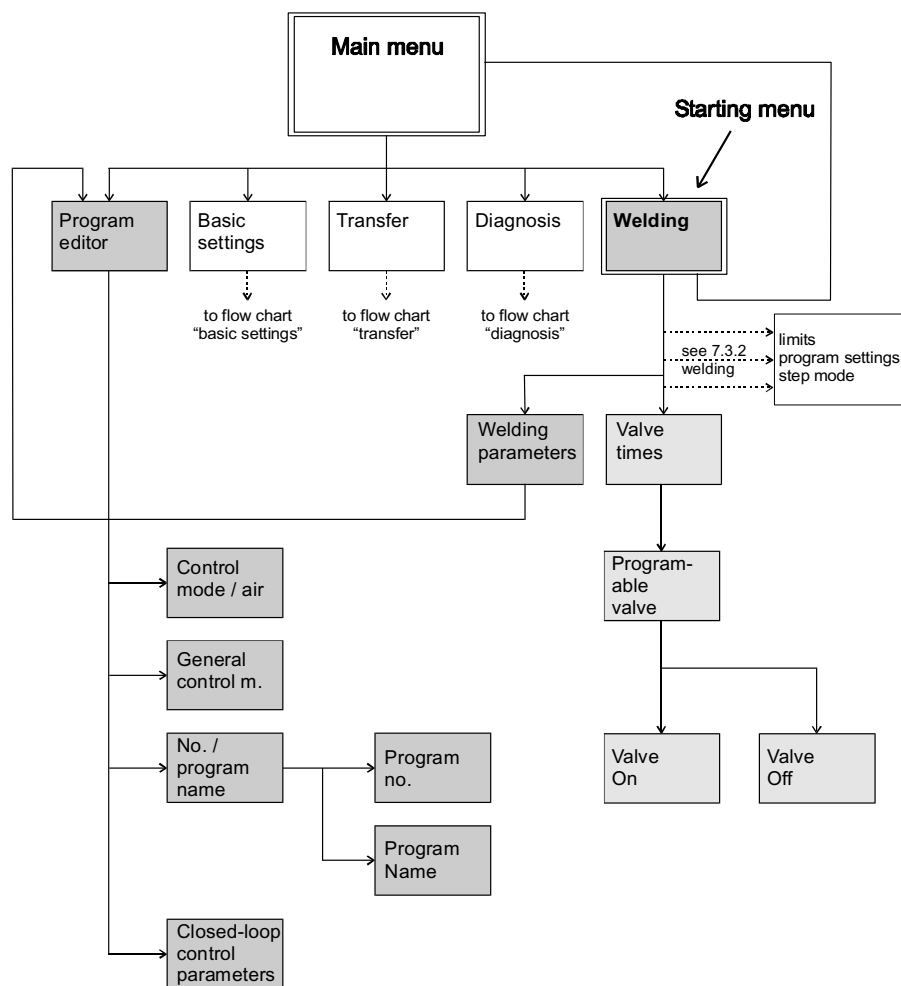 Main menu
Starting menu
Program
editor
Basic
settings
Transfer
Diagnosis
Welding
to flow chart
“basic settings”
to flow chart
“transfer”
to flow chart
“diagnosis”
see 7.3.2
welding
limits
program settings
step mode
Welding
parameters
Valve
times
Control
mode / air
Program-
able
valve
General
control m.
No. /
program
name
Program
no.
Valve
On
Valve
Off
Program
Name
Closed-loop
control
parameters